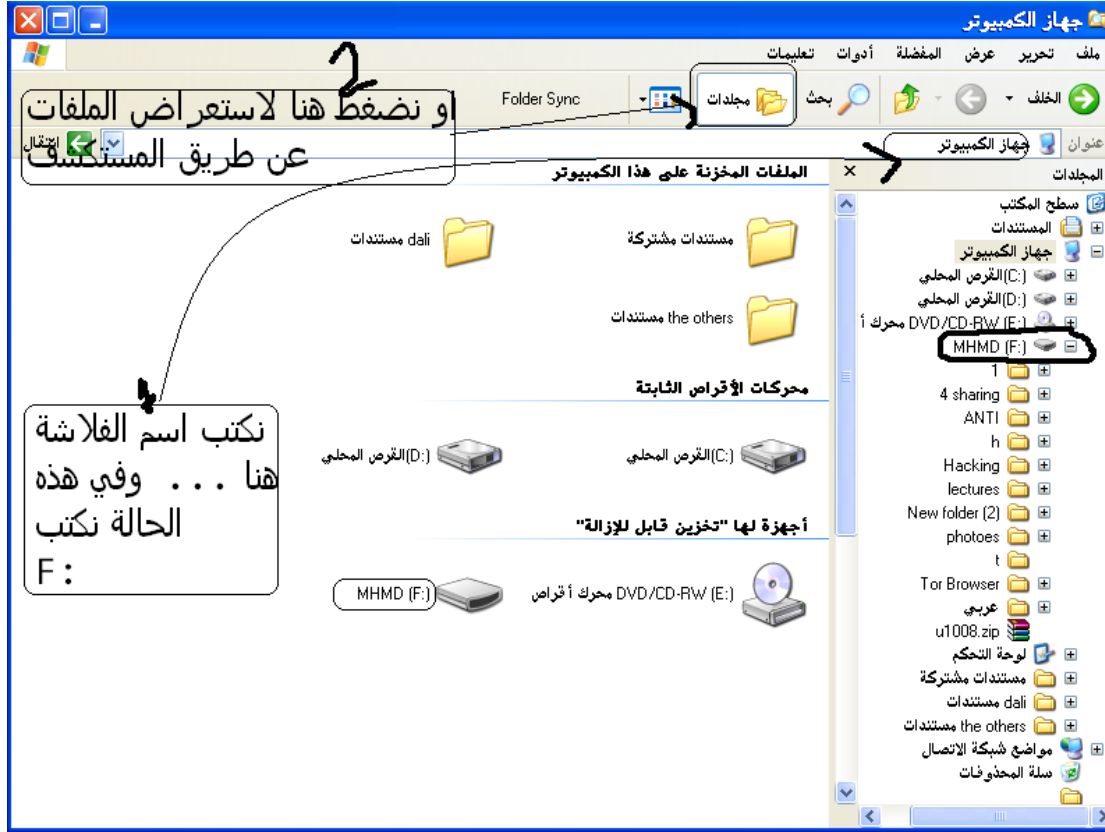 جهاز الكمبيوتر
ملف تحرير عرض المفضلة أدوات تعليمات
الخلف بحث مجلدات Folder Sync
2
او نضغط هنا لاستعراض الملفات
عن طريق المستكشف
عنوان جهاز الكمبيوتر انتقال
المجلدات
سطح المكتب
المستندات
جهاز الكمبيوتر
القرص المحلي(C:)
القرص المحلي(D:)
محرك أ DVD/CD-RW (E:)
MHMD (F:)
1
4 sharing
ANTI
h
Hacking
lectures
New folder (2)
photoes
t
Tor Browser
عربي
u1008.zip
لوحة التحكم
مستندات مشتركة
مستندات dali
مستندات the others
مواضع شبكة الاتصال
سلة المحذوفات
الملفات المخزنة على هذا الكمبيوتر
مستندات مشتركة
مستندات dali
مستندات the others
محركات الأقراص الثابتة
القرص المحلي(C:)
القرص المحلي(D:)
أجهزة لها "تخزين قابل للإزالة"
محرك أقراص DVD/CD-RW (E:)
MHMD (F:)
نكتب اسم الفلاشة
هنا ... وفي هذه
الحالة نكتب
F: